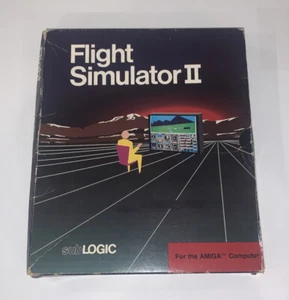 Flight
Simulator II
subLOGIC
For the AMIGA™ Computer